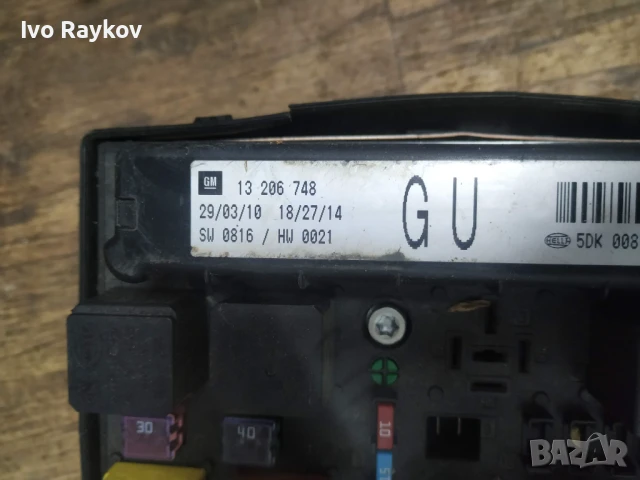 Ivo Raykov
GM 13 206 748
29/03/10 18/27/14
SW 0816 / HW 0021
GU
HELLA 5DK 008
30
40
10
15
BAZAR